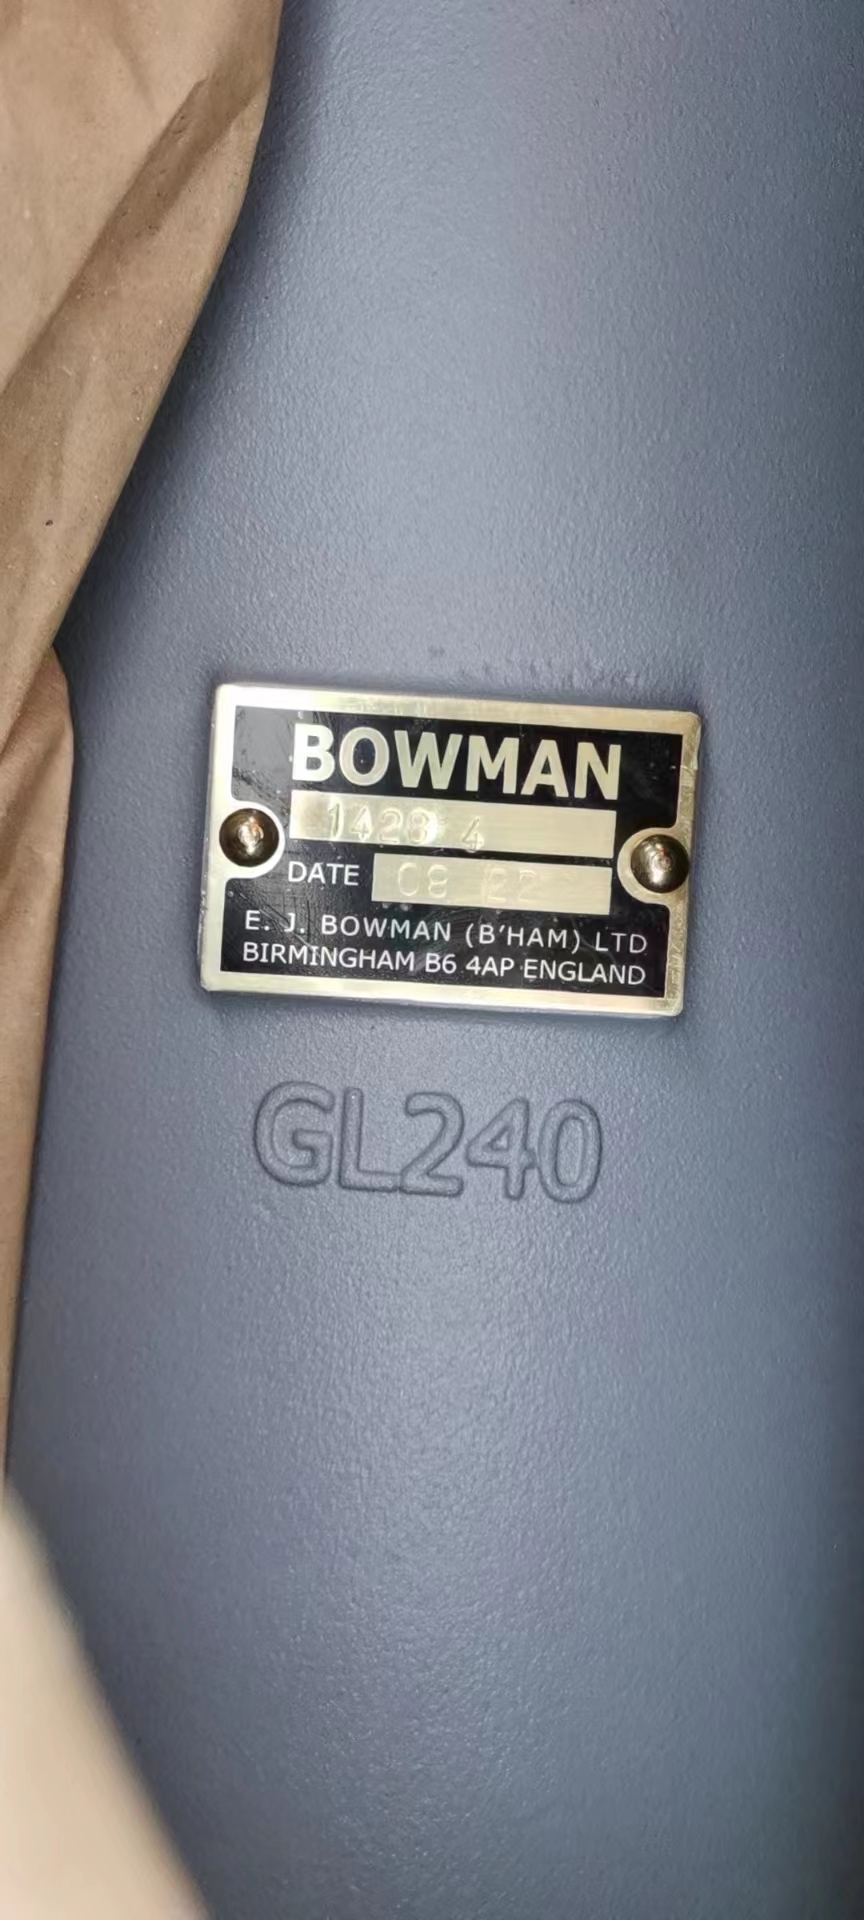 BOWMAN
1428 4
DATE 08 22
E. J. BOWMAN (B'HAM) LTD
BIRMINGHAM B6 4AP ENGLAND
GL240